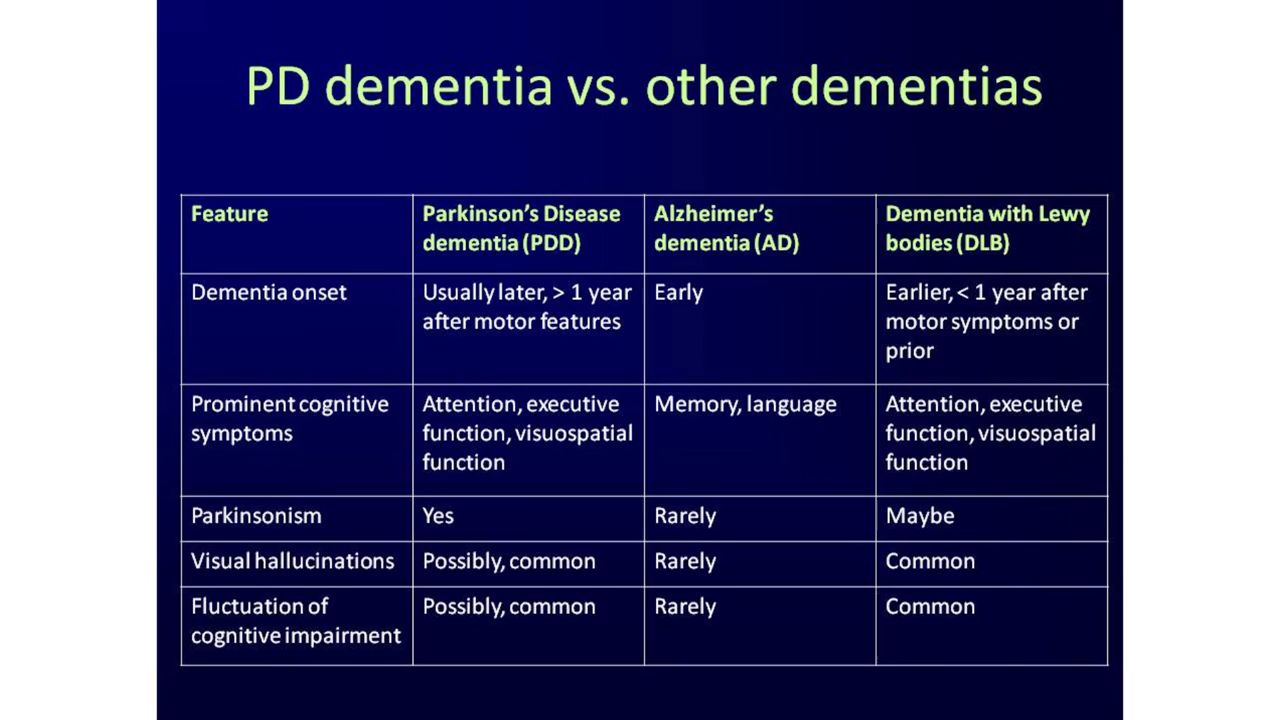 PD dementia vs. other dementias
Feature
Parkinson's Disease
dementia (PDD)
Alzheimer's
dementia (AD)
Dementia with Lewy
bodies (DLB)
Dementia onset
Usually later, > 1 year
after motor features
Early
Earlier, < 1 year after
motor symptoms or
prior
Prominent cognitive
symptoms
Attention, executive
function, visuospatial
function
Memory, language
Attention, executive
function, visuospatial
function
Parkinsonism
Yes
Rarely
Maybe
Visual hallucinations
Possibly, common
Rarely
Common
Fluctuation of
cognitive impairment
Possibly, common
Rarely
Common